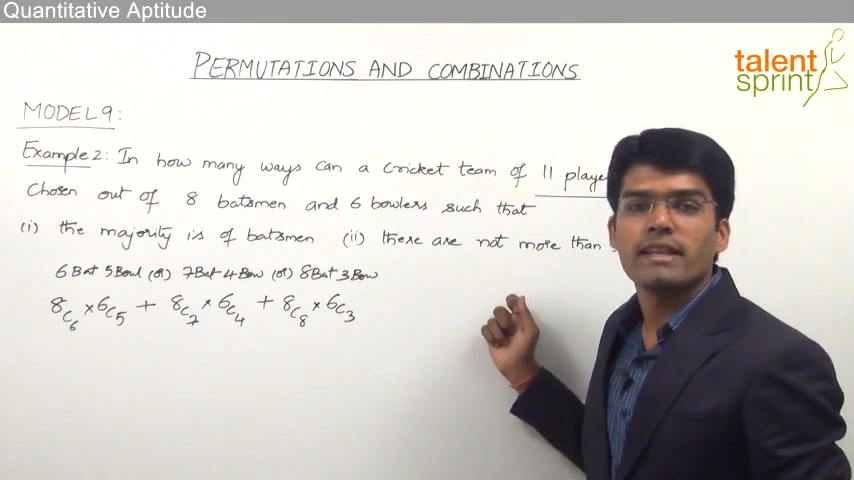 Quantitative Aptitude
talent
sprint
PERMUTATIONS AND COMBINATIONS
MODEL 9:
Example 2: In how many ways can a cricket team of 11
Chosen out of 8 batsmen and 6 bowlers such that
(i) the majority is of batsmen (ii) there are not more than
6 Bat 5 Bowl (or) 7 Bat 4 Bow (or) 8 Bat 3 Bow
8C6 × 6C5 + 8C7 × 6C4 + 8C8 × 6C3